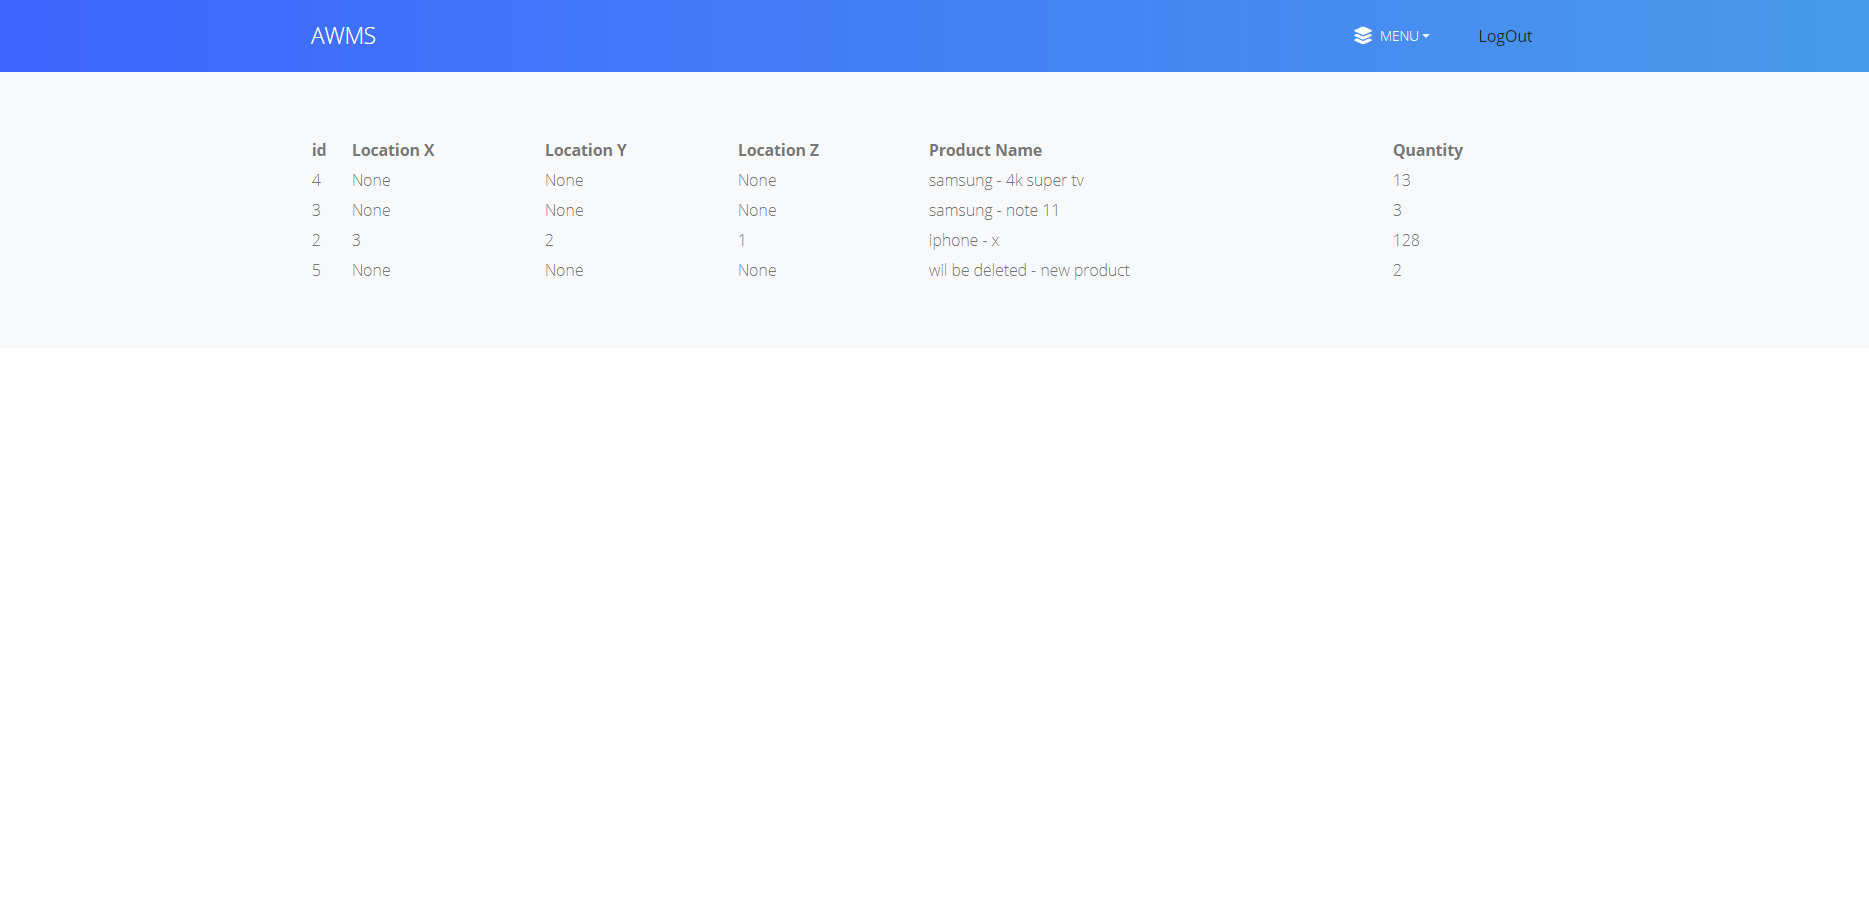 AWMS MENU LogOut
id Location X Location Y Location Z Product Name Quantity
4 None None None samsung - 4k super tv 13
3 None None None samsung - note 11 3
2 3 2 1 iphone - x 128
5 None None None wil be deleted - new product 2